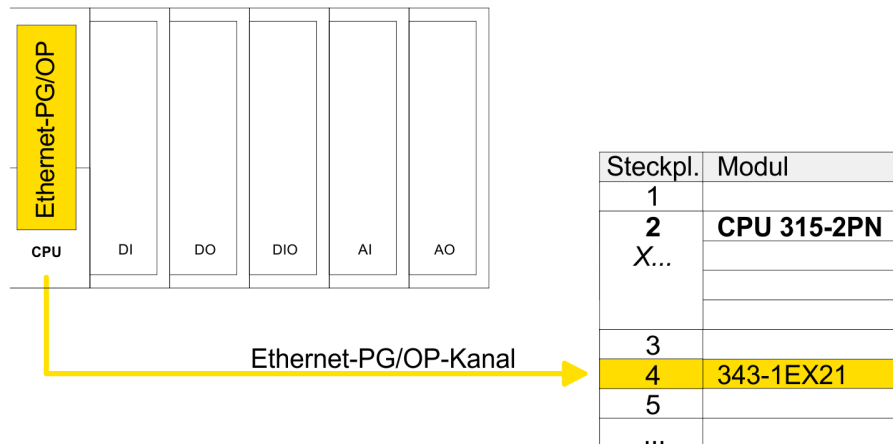 Ethernet-PG/OP
CPU
DI
DO
DIO
AI
AO
Ethernet-PG/OP-Kanal
Steckpl. Modul
1
2 CPU 315-2PN
X...
3
4 343-1EX21
5
...